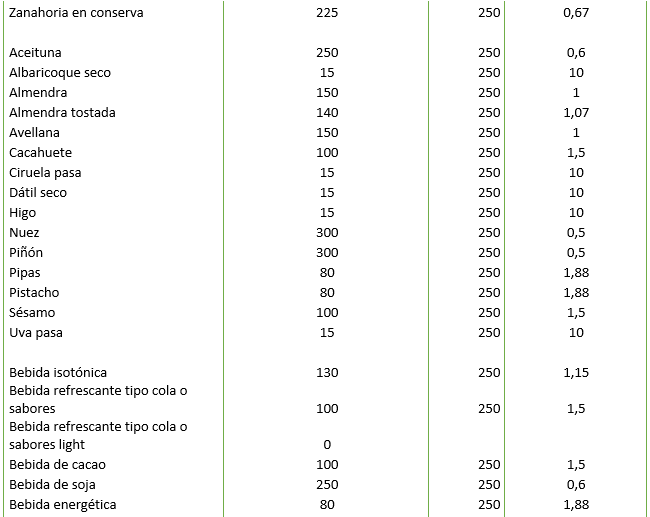 Zanahoria en conserva 225 250 0,67
Aceituna 250 250 0,6
Albaricoque seco 15 250 10
Almendra 150 250 1
Almendra tostada 140 250 1,07
Avellana 150 250 1
Cacahuete 100 250 1,5
Ciruela pasa 15 250 10
Dátil seco 15 250 10
Higo 15 250 10
Nuez 300 250 0,5
Piñón 300 250 0,5
Pipas 80 250 1,88
Pistacho 80 250 1,88
Sésamo 100 250 1,5
Uva pasa 15 250 10
Bebida isotónica 130 250 1,15
Bebida refrescante tipo cola o
sabores 100 250 1,5
Bebida refrescante tipo cola o
sabores light 0
Bebida de cacao 100 250 1,5
Bebida de soja 250 250 0,6
Bebida energética 80 250 1,88